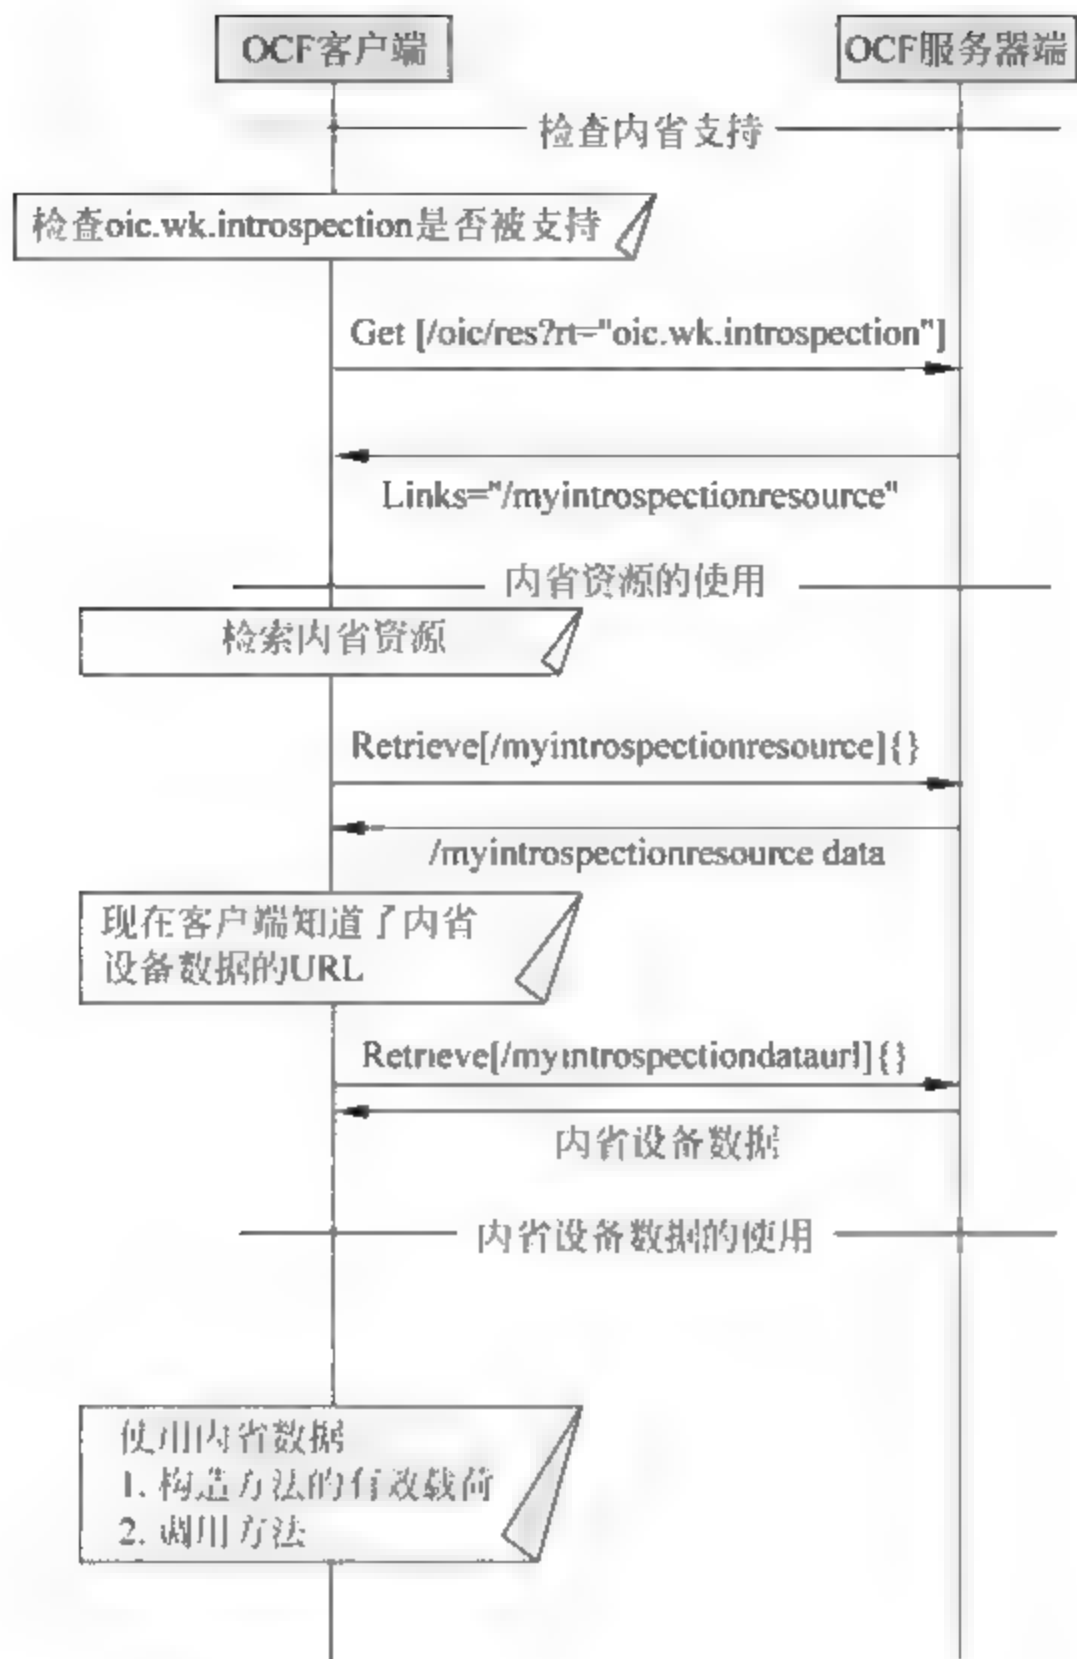 OCF客户端
OCF服务器端
检查内省支持
检查oic.wk.introspection是否被支持
Get [/oic/res?rt="oic.wk.introspection"]
Links="/myintrospectionresource"
内省资源的使用
检索内省资源
Retrieve[/myintrospectionresource]{}
/myintrospectionresource data
现在客户端知道了内省
设备数据的URL
Retrieve[/myintrospectiondataurl]{}
内省设备数据
内省设备数据的使用
使用内省数据
1. 构造方法的有效载荷
2. 调用方法